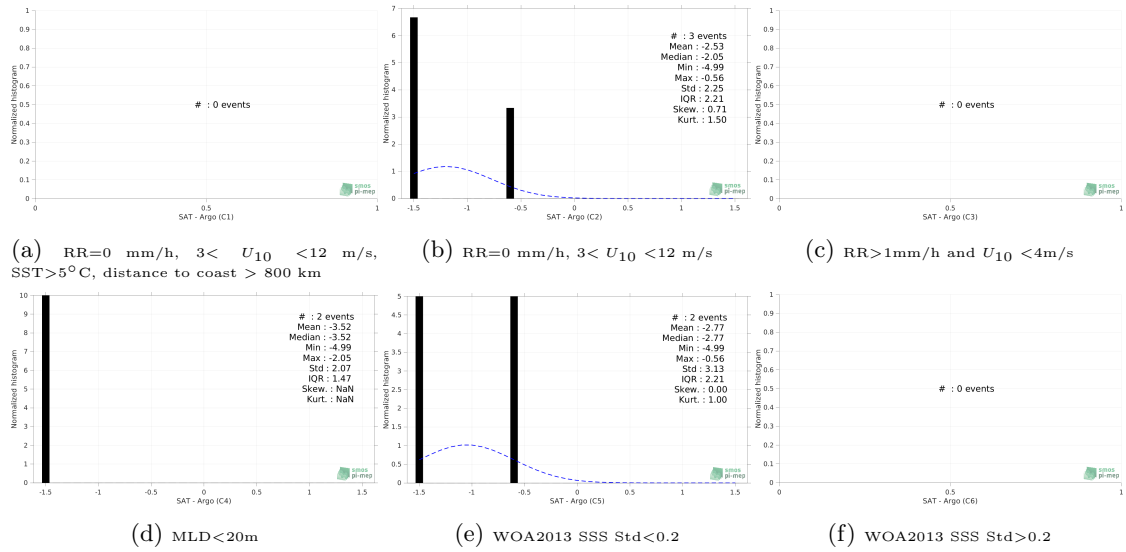 1
0.9
0.8
0.7
0.6
0.5
0.4
0.3
0.2
0.1
0
Normalized histogram
# : 0 events
smos
pi-mep
0 0.5 1
SAT - Argo (C1)
(a) RR=0 mm/h, 3< U10 <12 m/s,
SST>5°C, distance to coast > 800 km
7
6
5
4
3
2
1
0
Normalized histogram
# : 3 events
Mean : -2.53
Median : -2.05
Min : -4.99
Max : -0.56
Std : 2.25
IQR : 2.21
Skew. : 0.71
Kurt. : 1.50
smos
pi-mep
-1.5 -1 -0.5 0 0.5 1 1.5
SAT - Argo (C2)
(b) RR=0 mm/h, 3< U10 <12 m/s
1
0.9
0.8
0.7
0.6
0.5
0.4
0.3
0.2
0.1
0
Normalized histogram
# : 0 events
smos
pi-mep
0 0.5 1
SAT - Argo (C3)
(c) RR>1mm/h and U10 <4m/s
10
9
8
7
6
5
4
3
2
1
0
Normalized histogram
# : 2 events
Mean : -3.52
Median : -3.52
Min : -4.99
Max : -2.05
Std : 2.07
IQR : 1.47
Skew. : NaN
Kurt. : NaN
smos
pi-mep
-1.5 -1 -0.5 0 0.5 1 1.5
SAT - Argo (C4)
(d) MLD<20m
5
4.5
4
3.5
3
2.5
2
1.5
1
0.5
0
Normalized histogram
# : 2 events
Mean : -2.77
Median : -2.77
Min : -4.99
Max : -0.56
Std : 3.13
IQR : 2.21
Skew. : 0.00
Kurt. : 1.00
smos
pi-mep
-1.5 -1 -0.5 0 0.5 1 1.5
SAT - Argo (C5)
(e) WOA2013 SSS Std<0.2
1
0.9
0.8
0.7
0.6
0.5
0.4
0.3
0.2
0.1
0
Normalized histogram
# : 0 events
smos
pi-mep
0 0.5 1
SAT - Argo (C6)
(f) WOA2013 SSS Std>0.2